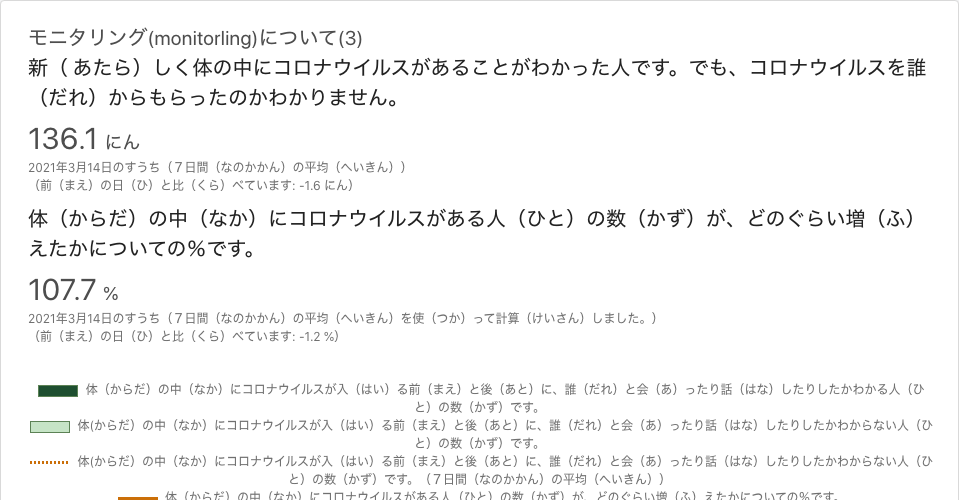 モニタリング(monitorling)について(3)
新（ あたら）しく体の中にコロナウイルスがあることがわかった人です。でも、コロナウイルスを誰
（だれ）からもらったのかわかりません。
136.1 にん
2021年3月14日のすうち（７日間（なのかかん）の平均（へいきん））
（前（まえ）の日（ひ）と比（くら）べています: -1.6 にん）
体（からだ）の中（なか）にコロナウイルスがある人（ひと）の数（かず）が、どのぐらい増（ふ）
えたかについての％です。
107.7 %
2021年3月14日のすうち（７日間（なのかかん）の平均（へいきん）を使（つか）って計算（けいさん）しました。）
（前（まえ）の日（ひ）と比（くら）べています: -1.2 %）
体（からだ）の中（なか）にコロナウイルスが入（はい）る前（まえ）と後（あと）に、誰（だれ）と会（あ）ったり話（はな）したりしたかわかる人（ひ
と）の数（かず）です。
体(からだ）の中（なか）にコロナウイルスが入（はい）る前（まえ）と後（あと）に、誰（だれ）と会（あ）ったり話（はな）したりしたかわからない人（ひ
と）の数（かず）です。
体(からだ）の中（なか）にコロナウイルスが入（はい）る前（まえ）と後（あと）に、誰（だれ）と会（あ）ったり話（はな）したりしたかわからない人（ひ
と）の数（かず）です。（７日間（なのかかん）の平均（へいきん））
体（からだ）の中（なか）にコロナウイルスがある人（ひと）の数（かず）が、どのぐらい増（ふ）えたかについての％です。